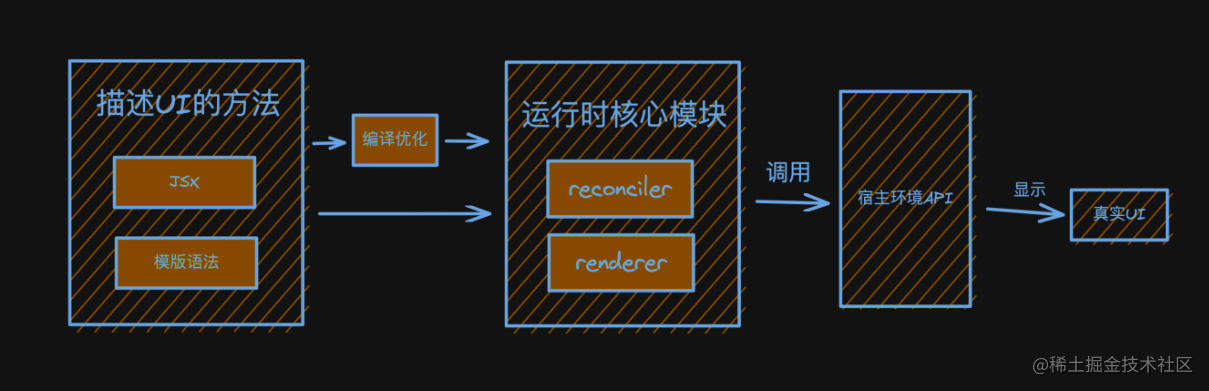 描述UI的方法
JSX
模版语法
编译优化
运行时核心模块
reconciler
renderer
调用
宿主环境API
显示
真实UI
@稀土掘金技术社区